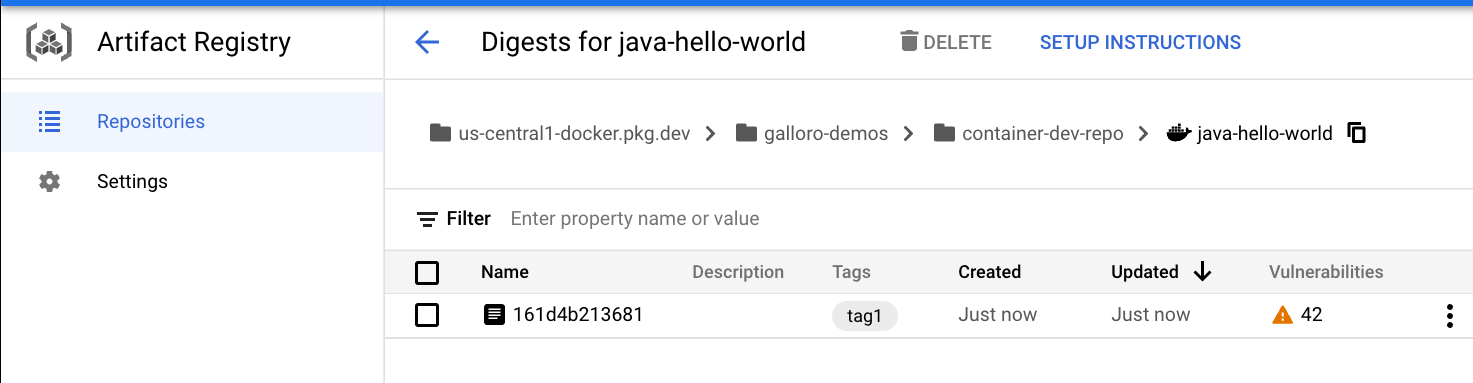 Artifact Registry
Digests for java-hello-world
DELETE
SETUP INSTRUCTIONS
Repositories
Settings
us-central1-docker.pkg.dev
galloro-demos
container-dev-repo
java-hello-world
Filter Enter property name or value
Name Description Tags Created Updated Vulnerabilities
161d4b213681 tag1 Just now Just now 42